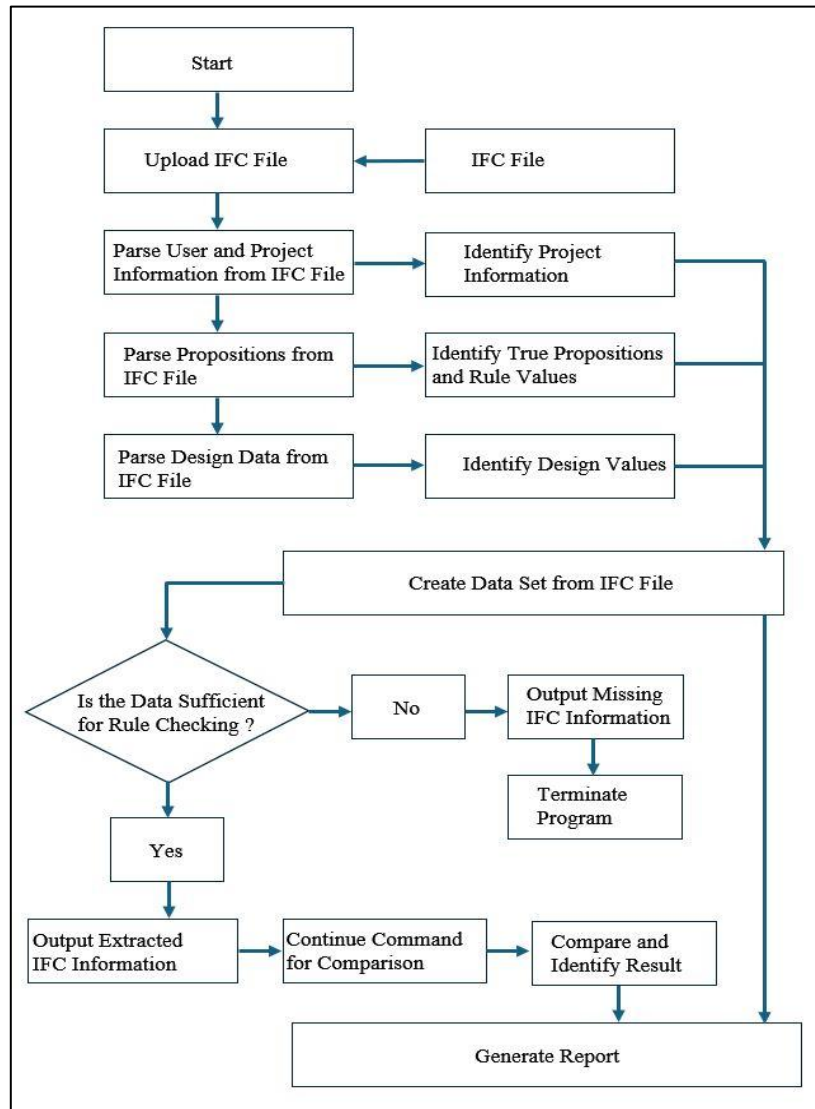 Start
Upload IFC File
IFC File
Parse User and Project
Information from IFC File
Identify Project
Information
Parse Propositions from
IFC File
Identify True Propositions
and Rule Values
Parse Design Data from
IFC File
Identify Design Values
Create Data Set from IFC File
Is the Data Sufficient
for Rule Checking ?
No
Output Missing
IFC Information
Terminate
Program
Yes
Output Extracted
IFC Information
Continue Command
for Comparison
Compare and
Identify Result
Generate Report